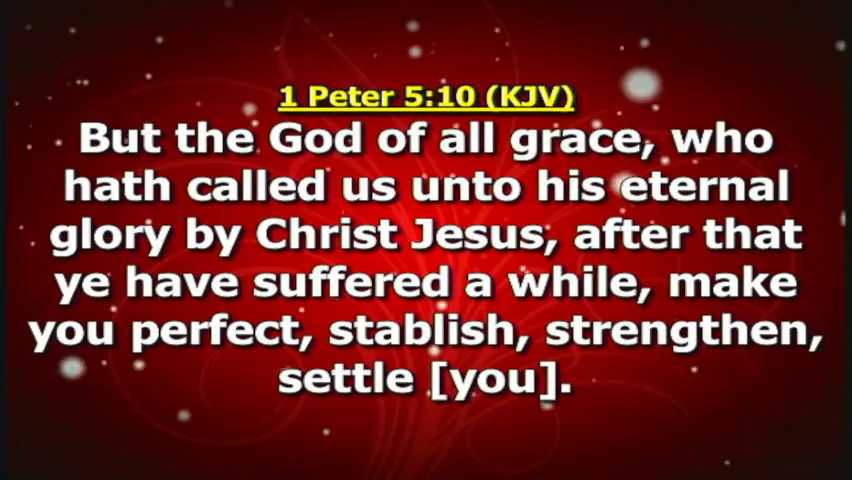 1 Peter 5:10 (KJV)
But the God of all grace, who
hath called us unto his eternal
glory by Christ Jesus, after that
ye have suffered a while, make
you perfect, stablish, strengthen,
settle [you].